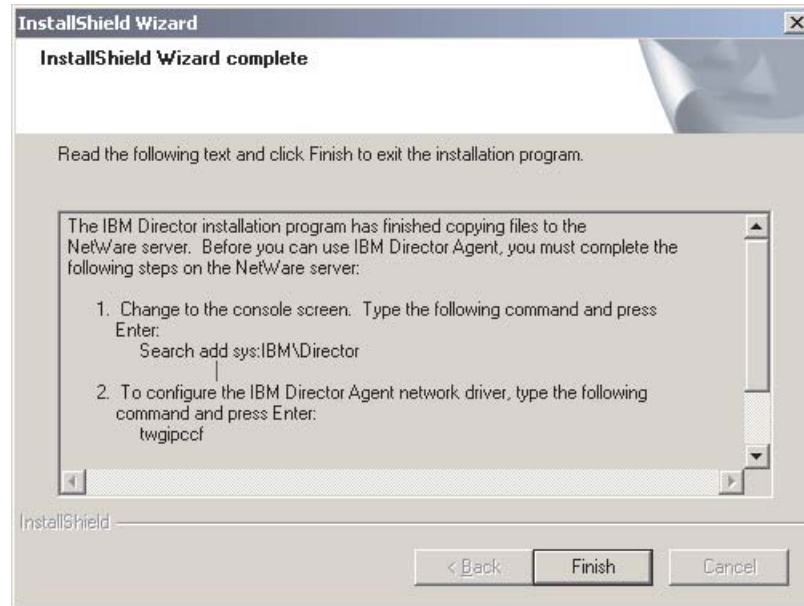 InstallShield Wizard
InstallShield Wizard complete
Read the following text and click Finish to exit the installation program.
The IBM Director installation program has finished copying files to the
NetWare server. Before you can use IBM Director Agent, you must complete the
following steps on the NetWare server:
1. Change to the console screen. Type the following command and press
Enter:
Search add sys:IBM\Director
2. To configure the IBM Director Agent network driver, type the following
command and press Enter:
twgipccf
InstallShield
< Back
Finish
Cancel